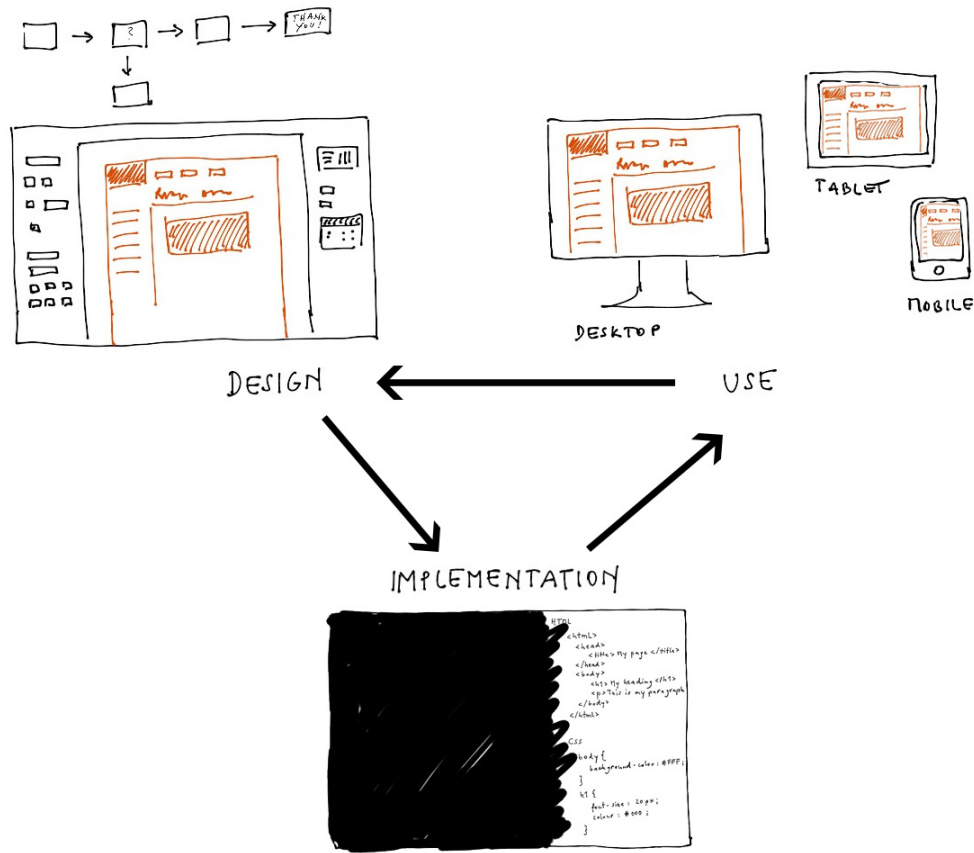 ?
THANK
YOU!
TABLET
MOBILE
DESKTOP
DESIGN
USE
IMPLEMENTATION
HTML
<html>
<head>
<title> My page </title>
</head>
<body>
<h1> My heading </h1>
<p> This is my paragraph
</body>
</html>
CSS
body {
background-color: #FFF;
}
h1 {
font-size: 20px;
colour: #000;
}